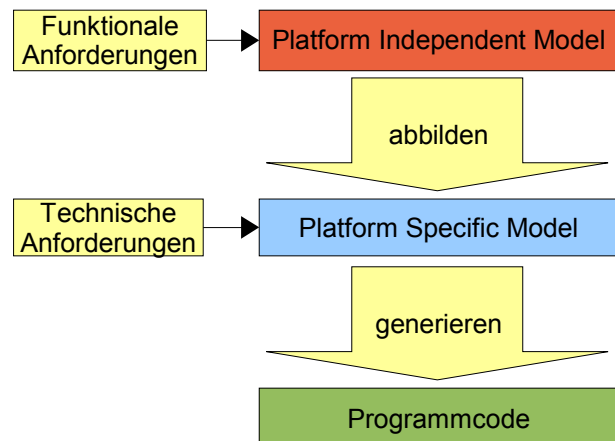 Funktionale
Anforderungen
Platform Independent Model
abbilden
Technische
Anforderungen
Platform Specific Model
generieren
Programmcode